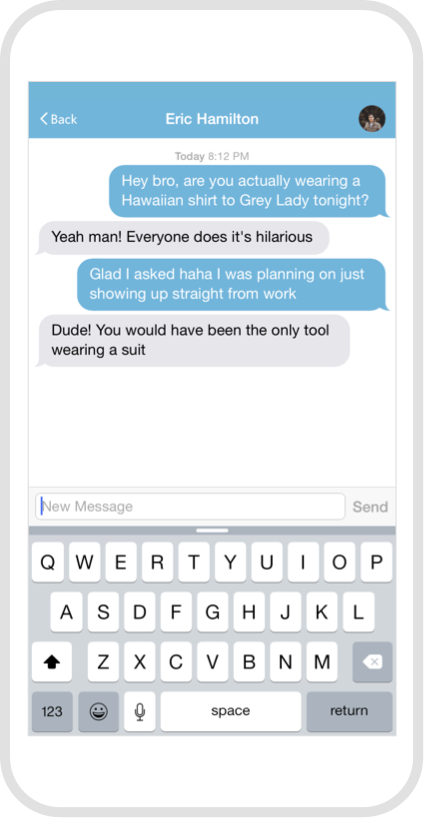 Back
Eric Hamilton
Today 8:12 PM
Hey bro, are you actually wearing a
Hawaiian shirt to Grey Lady tonight?
Yeah man! Everyone does it's hilarious
Glad I asked haha I was planning on just
showing up straight from work
Dude! You would have been the only tool
wearing a suit
New Message
Send
Q W E R T Y U I O P
A S D F G H J K L
Z X C V B N M
123
space
return